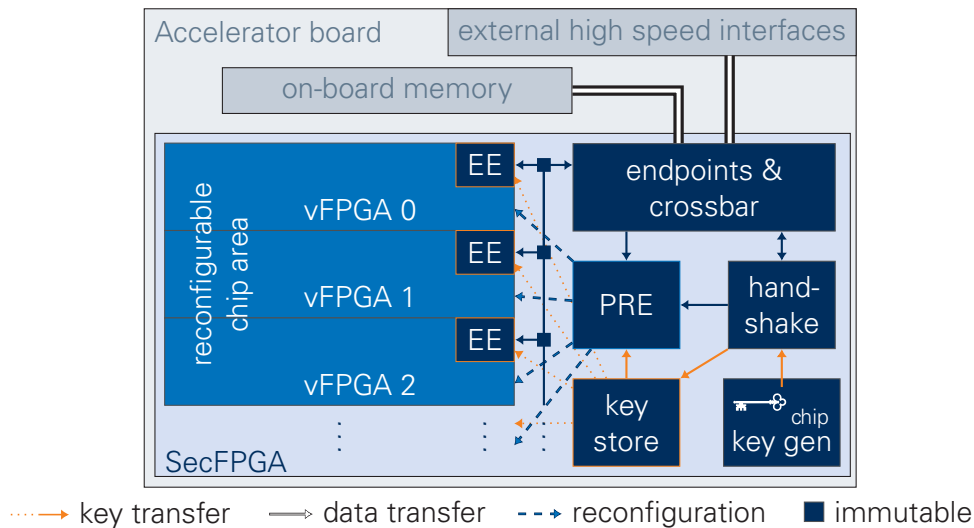 Accelerator board
external high speed interfaces
on-board memory
reconfigurable
chip area
EE
vFPGA 0
EE
vFPGA 1
EE
vFPGA 2
endpoints &
crossbar
PRE
hand-
shake
key
store
chip
key gen
SecFPGA
key transfer
data transfer
reconfiguration
immutable